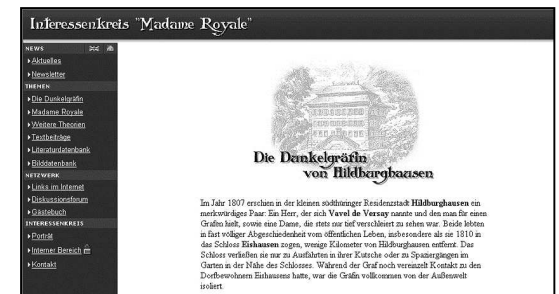 Interessenkreis "Madame Royale"
NEWS
Aktuelles
Newsletter
THEMEN
Die Dunkelgräfin
Madame Royale
Weitere Theorien
Textbeiträge
Literaturdatenbank
Bilddatenbank
NETZWERK
Links im Internet
Diskussionsforum
Gästebuch
INTERESSENKREIS
Porträt
Interner Bereich
Kontakt
Die Dunkelgräfin
von Hildburghausen
Im Jahr 1807 erschien in der kleinen südthüringer Residenzstadt Hildburghausen ein
merkwürdiges Paar: Ein Herr, der sich Vavel de Versay nannte und den man für einen
Grafen hielt, sowie eine Dame, die stets nur tief verschleiert zu sehen war. Beide lebten
in fast völliger Abgeschiedenheit vom öffentlichen Leben, insbesondere als sie 1810 in
das Schloss Eishausen zogen, wenige Kilometer von Hildburghausen entfernt. Das
Schloss verließen sie nur zu Ausfahrten in ihrer Kutsche oder zu Spaziergängen im
Garten in der Nähe des Schlosses. Während der Graf noch vereinzelt Kontakt zu den
Dorfbewohnern Eishausens hatte, war die Gräfin vollkommen von der Außenwelt
isoliert.